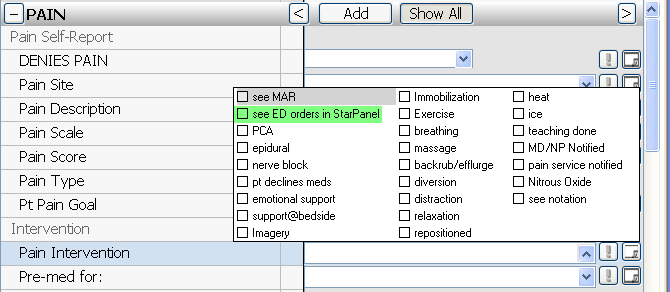 PAIN
Add
Show All
Pain Self-Report
DENIES PAIN
Pain Site
Pain Description
Pain Scale
Pain Score
Pain Type
Pt Pain Goal
Intervention
Pain Intervention
Pre-med for:
see MAR
see ED orders in StarPanel
PCA
epidural
nerve block
pt declines meds
emotional support
support@bedside
Imagery
Immobilization
Exercise
breathing
massage
backrub/efflurge
diversion
distraction
relaxation
repositioned
heat
ice
teaching done
MD/NP Notified
pain service notified
Nitrous Oxide
see notation